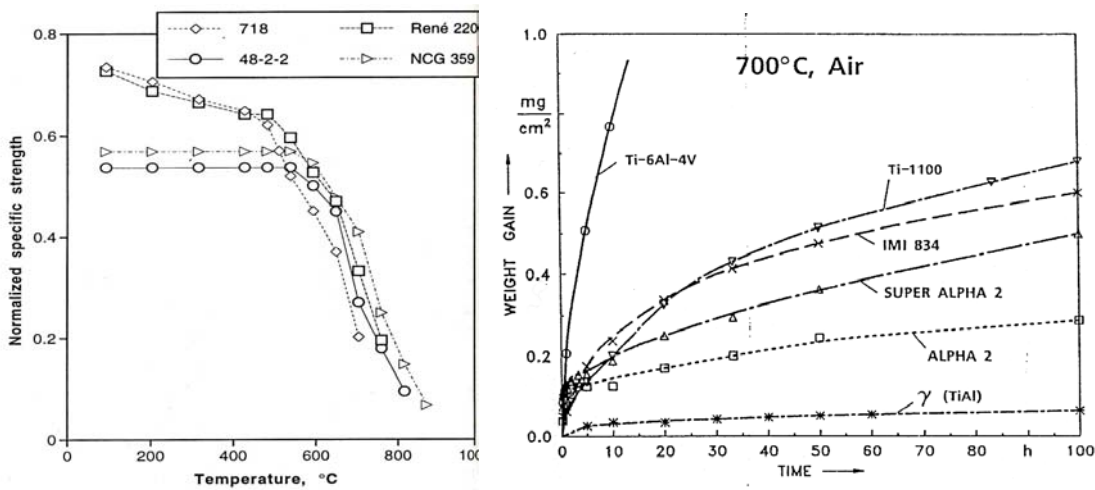 718
René 220
48-2-2
NCG 359
0.8
0.6
0.4
0.2
0
Normalized specific strength
0
200
400
600
800
1000
Temperature, °C
700°C, Air
1.0
mg
cm²
0.8
0.6
0.4
0.2
0.0
WEIGHT GAIN
Ti-6Al-4V
Ti-1100
IMI 834
SUPER ALPHA 2
ALPHA 2
γ (TiAl)
0
10
20
30
40
50
60
70
80
h
100
TIME